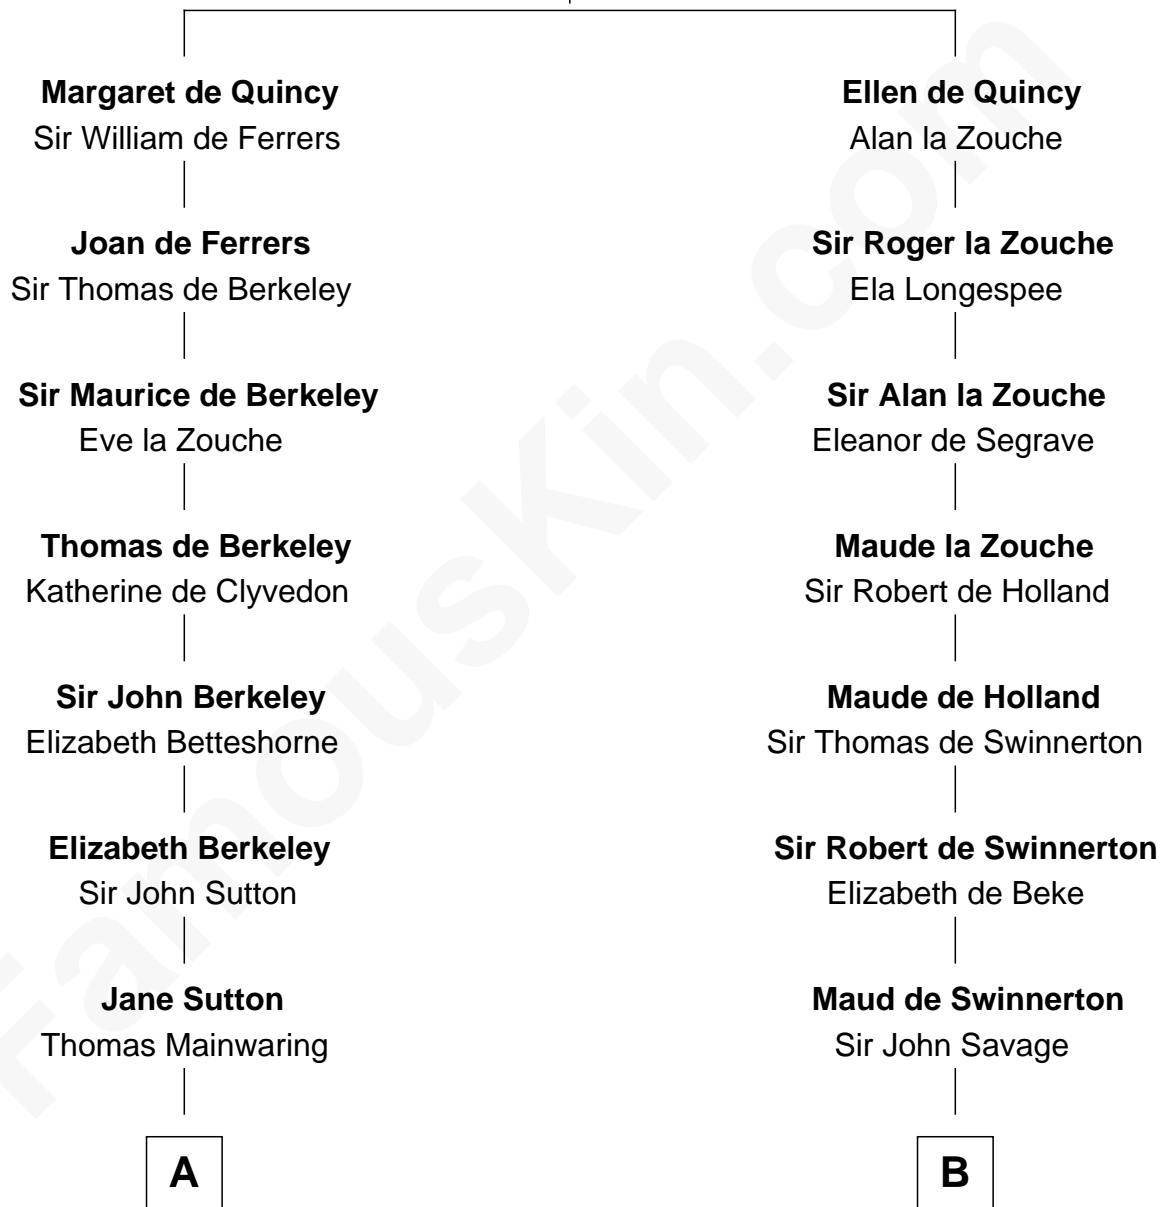 Margaret de Quincy
Sir William de Ferrers
Joan de Ferrers
Sir Thomas de Berkeley
Sir Maurice de Berkeley
Eve la Zouche
Thomas de Berkeley
Katherine de Clyvedon
Sir John Berkeley
Elizabeth Betteshorne
Elizabeth Berkeley
Sir John Sutton
Jane Sutton
Thomas Mainwaring
A
Ellen de Quincy
Alan la Zouche
Sir Roger la Zouche
Ela Longespee
Sir Alan la Zouche
Eleanor de Segrave
Maude la Zouche
Sir Robert de Holland
Maude de Holland
Sir Thomas de Swinnerton
Sir Robert de Swinnerton
Elizabeth de Beke
Maud de Swinnerton
Sir John Savage
B
FamousKin.com